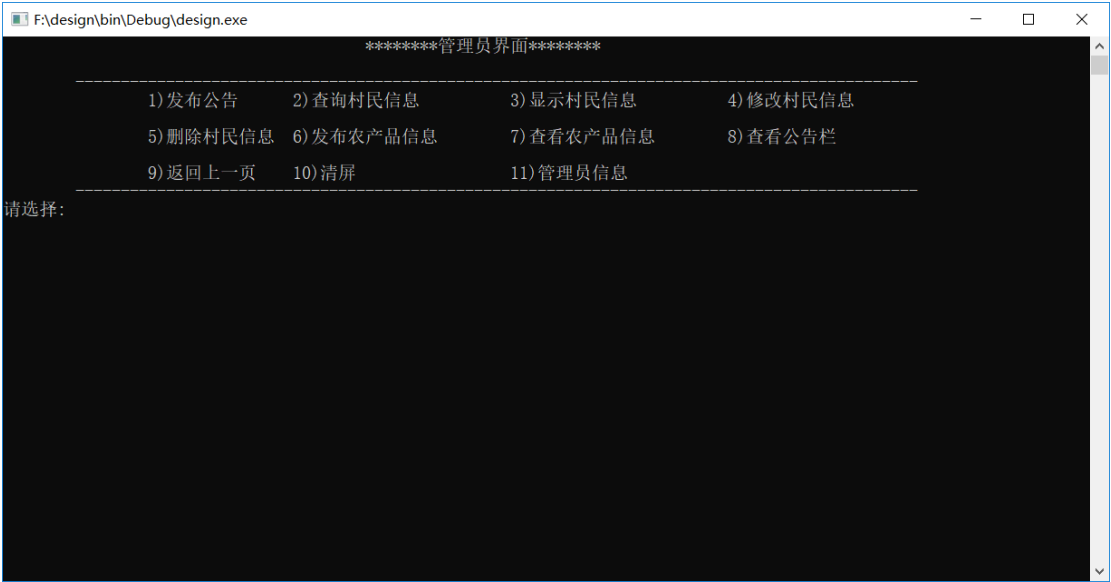 F:\design\bin\Debug\design.exe
********管理员界面********
1)发布公告 2)查询村民信息 3)显示村民信息 4)修改村民信息
5)删除村民信息 6)发布农产品信息 7)查看农产品信息 8)查看公告栏
9)返回上一页 10)清屏 11)管理员信息
请选择: